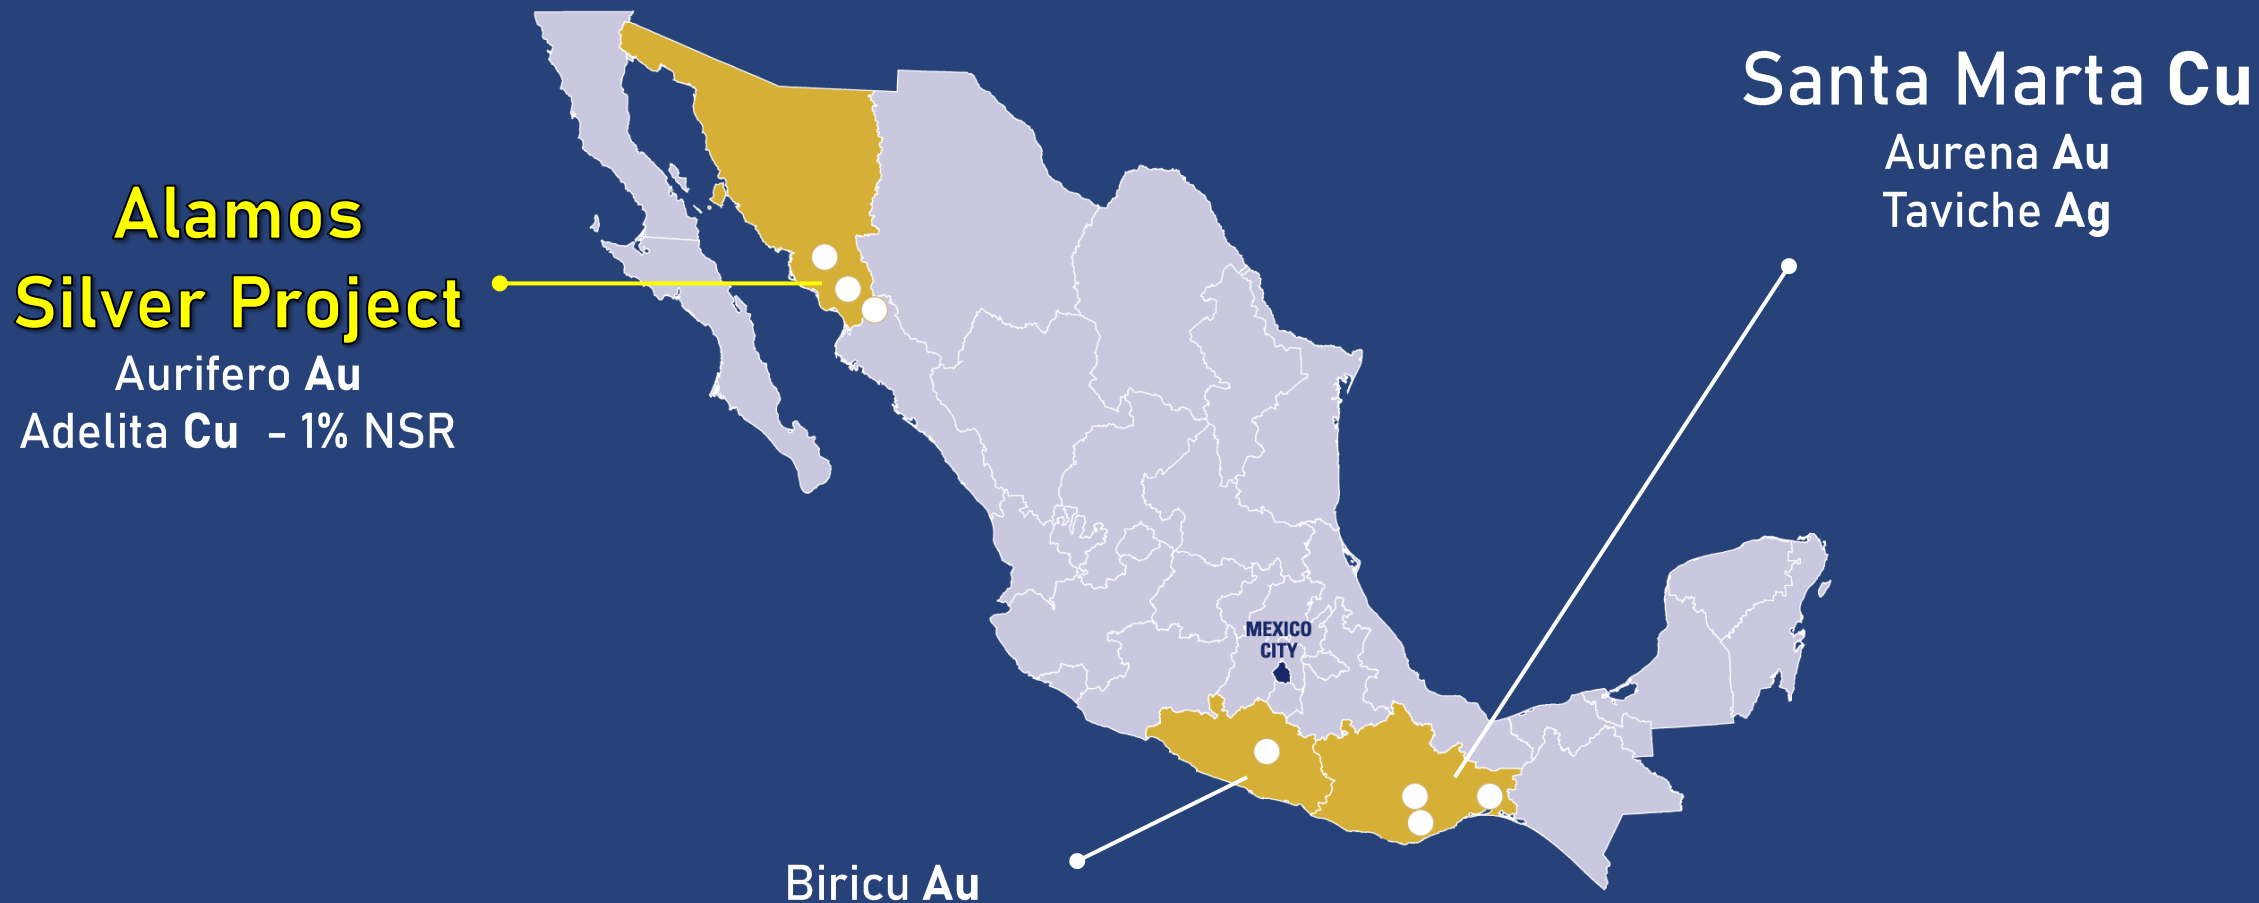 Alamos
Silver Project
Aurifero Au
Adelita Cu - 1% NSR
Santa Marta Cu
Aurena Au
Taviche Ag
MEXICO
CITY
Biricu Au